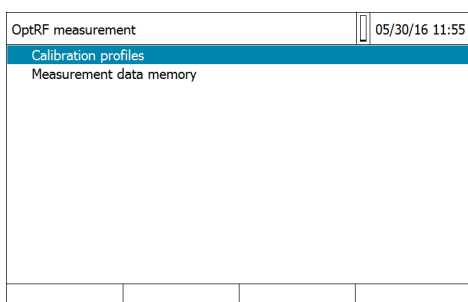 OptRF measurement 05/30/16 11:55
Calibration profiles
Measurement data memory